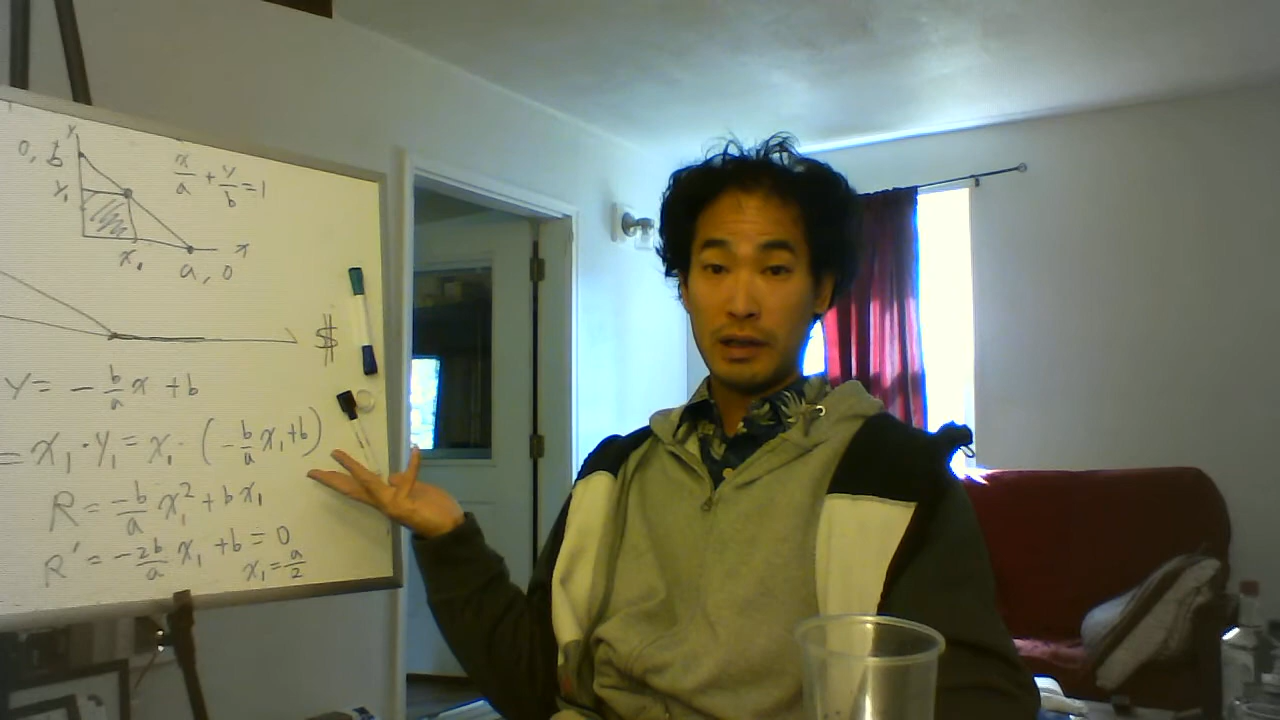 y
0, b
x/a + y/b = 1
y₁
x
x₁
a, 0
$
y = -b/a x + b
= x₁ · y₁ = x₁ · (-b/a x₁ + b)
R = -b/a x₁² + b x₁
R' = -2b/a x₁ + b = 0
x₁ = a/2